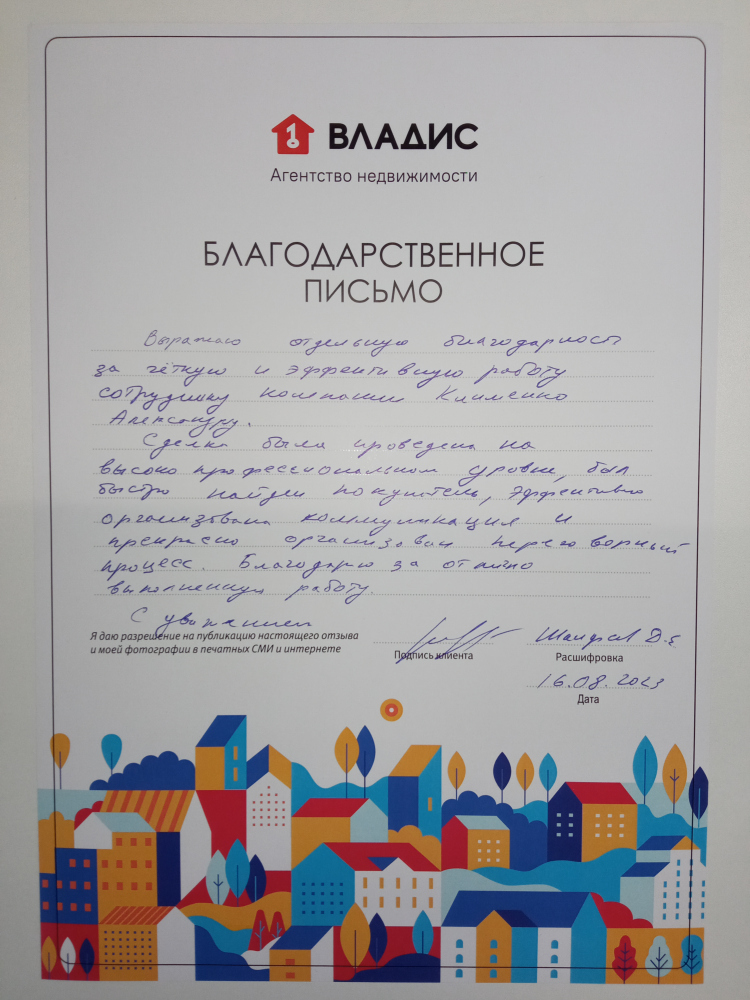 ВЛАДИС
Агентство недвижимости
БЛАГОДАРСТВЕННОЕ
ПИСЬМО
Выражаю отдельную благодарность
за чёткую и эффективную работу
сотруднику компании Клименко
Александру.
Сделка была проведена на
высоко профессиональном уровне, был
быстро найден покупатель, эффективно
организована коммуникация и
прекрасно организован переговорный
процесс. Благодарю за отлично
выполненную работу.
С уважением
Я даю разрешение на публикацию настоящего отзыва
и моей фотографии в печатных СМИ и интернете
Подпись клиента
Д.Е.
Расшифровка
16.08.2023
Дата